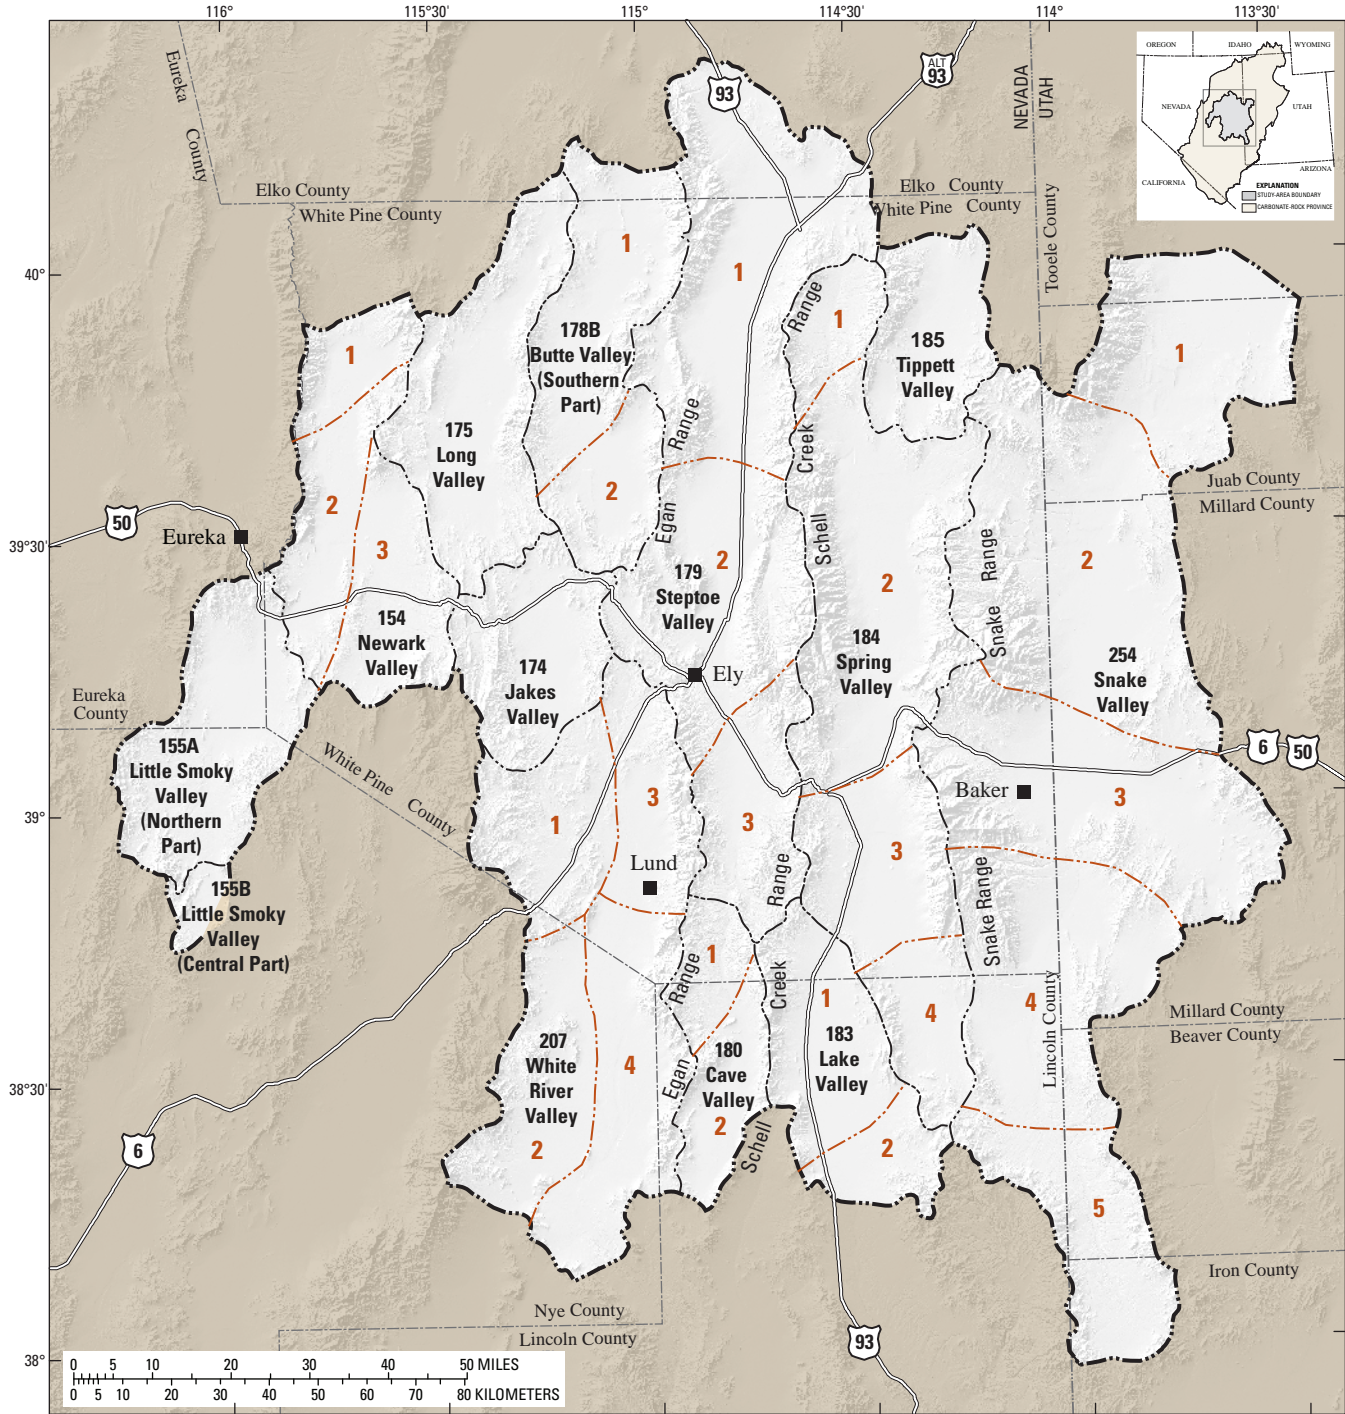 116°
115°30'
115°
114°30'
114°
113°30'
40°
39°30'
39°
38°30'
38°
OREGON
IDAHO
WYOMING
NEVADA
UTAH
CALIFORNIA
ARIZONA
EXPLANATION
STUDY-AREA BOUNDARY
CARBONATE-ROCK PROVINCE
93
ALT
93
NEVADA
UTAH
Eureka
County
Elko County
White Pine County
Elko County
White Pine County
Tooele County
1
1
1
1
1
178B
Butte Valley
(Southern
Part)
185
Tippett
Valley
Range
175
Long
Valley
Range
Creek
Juab County
Millard County
50
Eureka
2
2
3
Egan
2
Schell
2
Range
2
179
Steptoe
Valley
154
Newark
Valley
Snake
184
Spring
Valley
254
Snake
Valley
174
Jakes
Valley
Ely
Eureka
County
155A
Little Smoky
Valley
(Northern
Part)
White Pine
County
6
50
Baker
3
1
3
3
3
Lund
155B
Little Smoky
Valley
(Central Part)
Range
Snake Range
1
Range
Creek
1
4
4
Lincoln County
Millard County
Beaver County
207
White
River
Valley
4
Egan
180
Cave
Valley
183
Lake
Valley
6
2
2
Schell
2
5
Iron County
Nye County
Lincoln County
93
0 5 10 20 30 40 50 MILES
0 5 10 20 30 40 50 60 70 80 KILOMETERS